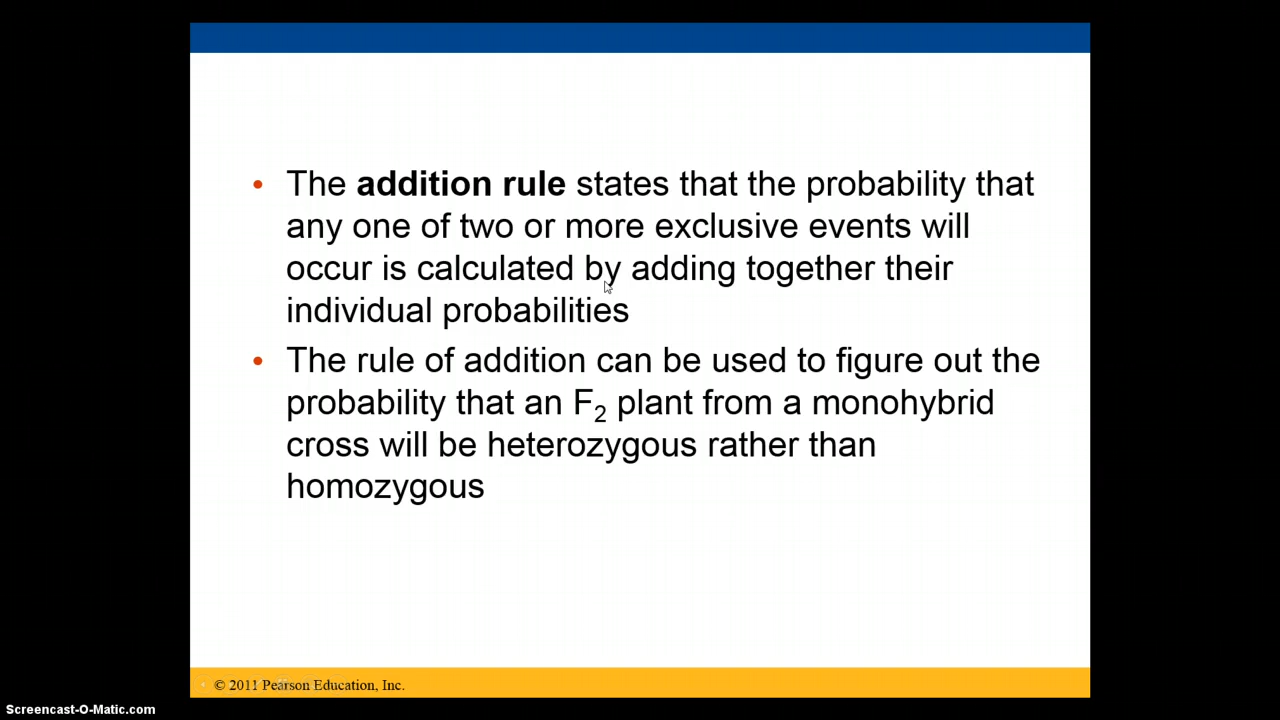 • The addition rule states that the probability that
any one of two or more exclusive events will
occur is calculated by adding together their
individual probabilities
• The rule of addition can be used to figure out the
probability that an F₂ plant from a monohybrid
cross will be heterozygous rather than
homozygous
© 2011 Pearson Education, Inc.
Screencast-O-Matic.com